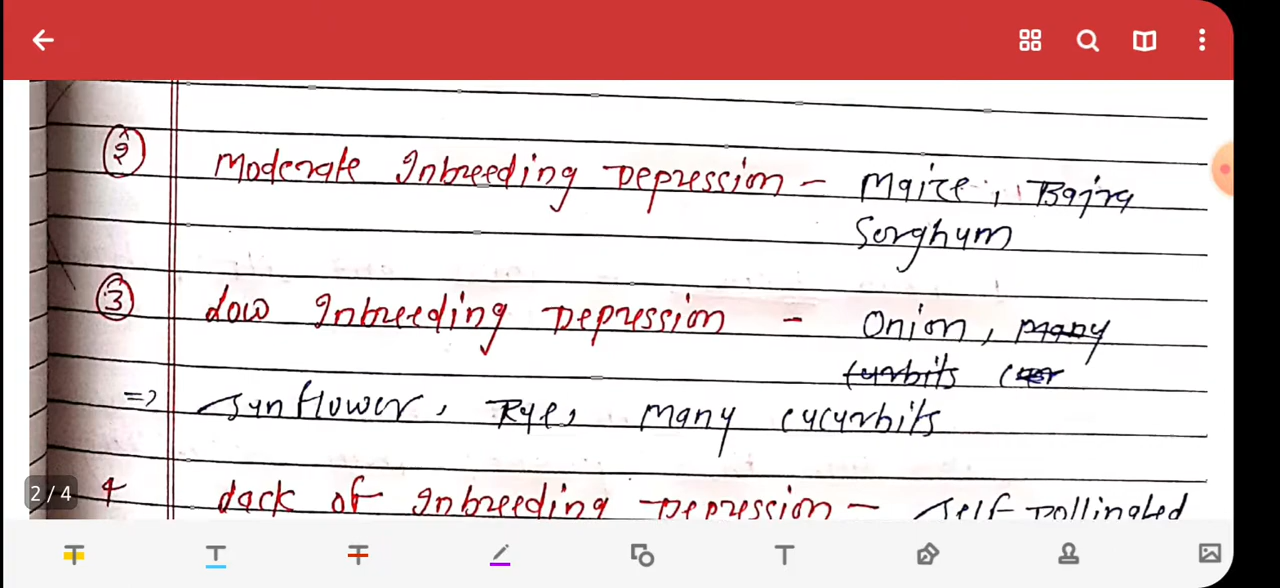 ② Moderate Inbreeding Depression - Maize, Bajra
Sorghum
③ Low Inbreeding Depression - Onion, many
curbits
=> Sunflower, Rye, Many cucurbits
4 Lack of Inbreeding Depression - Self pollinated
2 / 4
T T T T